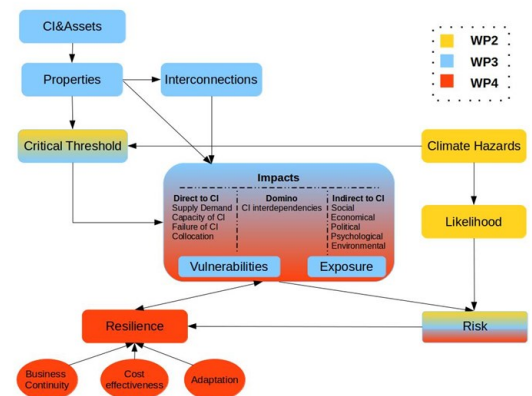 CI&Assets
WP2
WP3
WP4
Properties
Interconnections
Critical Threshold
Climate Hazards
Impacts
Direct to CI
Supply Demand
Capacity of CI
Failure of CI
Collocation
Domino
CI interdependencies
Indirect to CI
Social
Economical
Political
Psychological
Environmental
Likelihood
Vulnerabilities
Exposure
Resilience
Risk
Business
Continuity
Cost
effectiveness
Adaptation